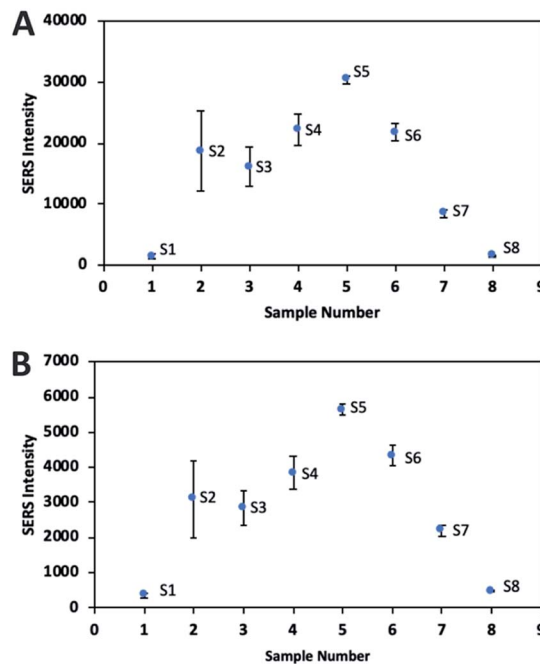 A
40000
30000
20000
10000
0
SERS Intensity
S1
S2
S3
S4
S5
S6
S7
S8
0 1 2 3 4 5 6 7 8 9
Sample Number
B
7000
6000
5000
4000
3000
2000
1000
0
SERS Intensity
S1
S2
S3
S4
S5
S6
S7
S8
0 1 2 3 4 5 6 7 8 9
Sample Number